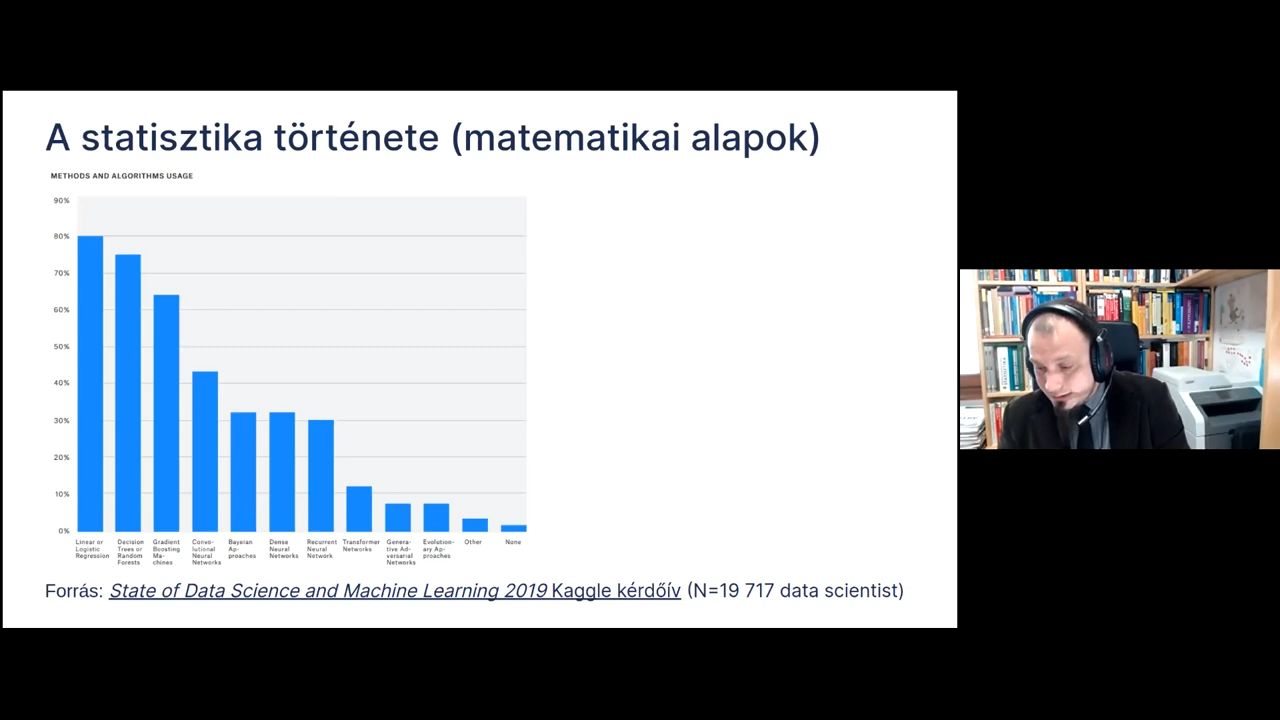 A statisztika története (matematikai alapok)
METHODS AND ALGORITHMS USAGE
90%
80%
70%
60%
50%
40%
30%
20%
10%
0%
Linear or
Logistic
Regression
Decision
Trees or
Random
Forests
Gradient
Boosting
Ma-
chines
Convo-
lutional
Neural
Networks
Bayeian
Ap-
proaches
Dense
Neural
Networks
Recurrent
Neural
Network
Transformer
Networks
Genera-
tive Ad-
versarial
Networks
Evolution-
ary Ap-
proaches
Other
None
Forrás: State of Data Science and Machine Learning 2019 Kaggle kérdőív (N=19 717 data scientist)